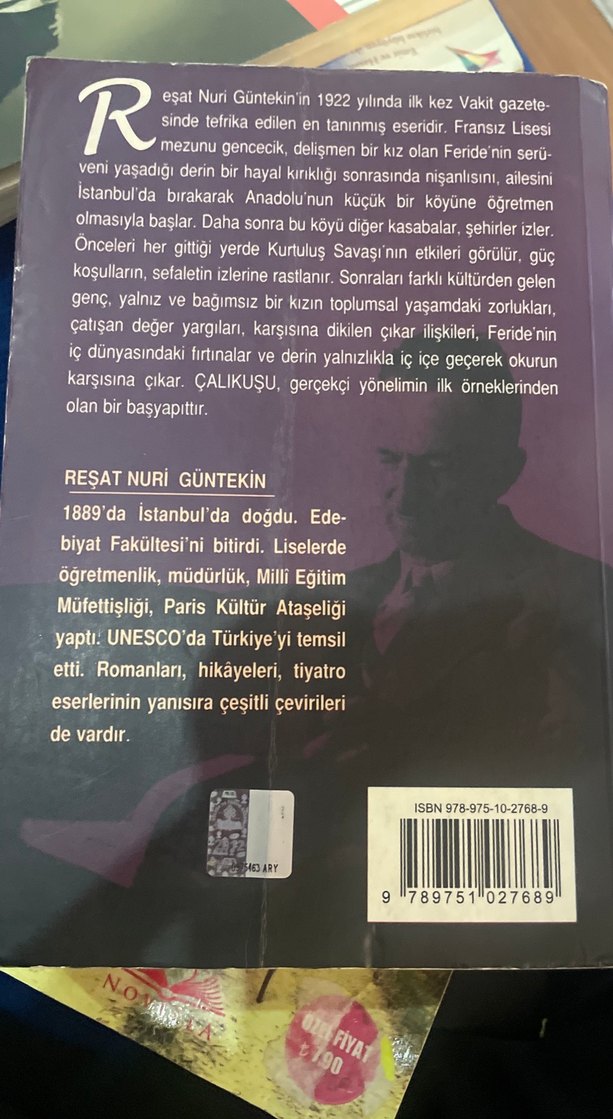 Reşat Nuri Güntekin'in 1922 yılında ilk kez Vakit gazete-
sinde tefrika edilen en tanınmış eseridir. Fransız Lisesi
mezunu gencecik, delişmen bir kız olan Feride'nin serü-
veni yaşadığı derin bir hayal kırıklığı sonrasında nişanlısını, ailesini
İstanbul'da bırakarak Anadolu'nun küçük bir köyüne öğretmen
olmasıyla başlar. Daha sonra bu köyü diğer kasabalar, şehirler izler.
Önceleri her gittiği yerde Kurtuluş Savaşı'nın etkileri görülür, güç
koşulların, sefaletin izlerine rastlanır. Sonraları farklı kültürden gelen
genç, yalnız ve bağımsız bir kızın toplumsal yaşamdaki zorlukları,
çatışan değer yargıları, karşısına dikilen çıkar ilişkileri, Feride'nin
iç dünyasındaki fırtınalar ve derin yalnızlıkla iç içe geçerek okurun
karşısına çıkar. ÇALIKUŞU, gerçekçi yönelimin ilk örneklerinden
olan bir başyapıttır.
REŞAT NURİ GÜNTEKİN
1889'da İstanbul'da doğdu. Ede-
biyat Fakültesi'ni bitirdi. Liselerde
öğretmenlik, müdürlük, Millî Eğitim
Müfettişliği, Paris Kültür Ataşeliği
yaptı. UNESCO'da Türkiye'yi temsil
etti. Romanları, hikâyeleri, tiyatro
eserlerinin yanısıra çeşitli çevirileri
de vardır.
ARY
ISBN 978-975-10-2768-9
9 789751 027689
ÖZEL FİYAT
₺7.90